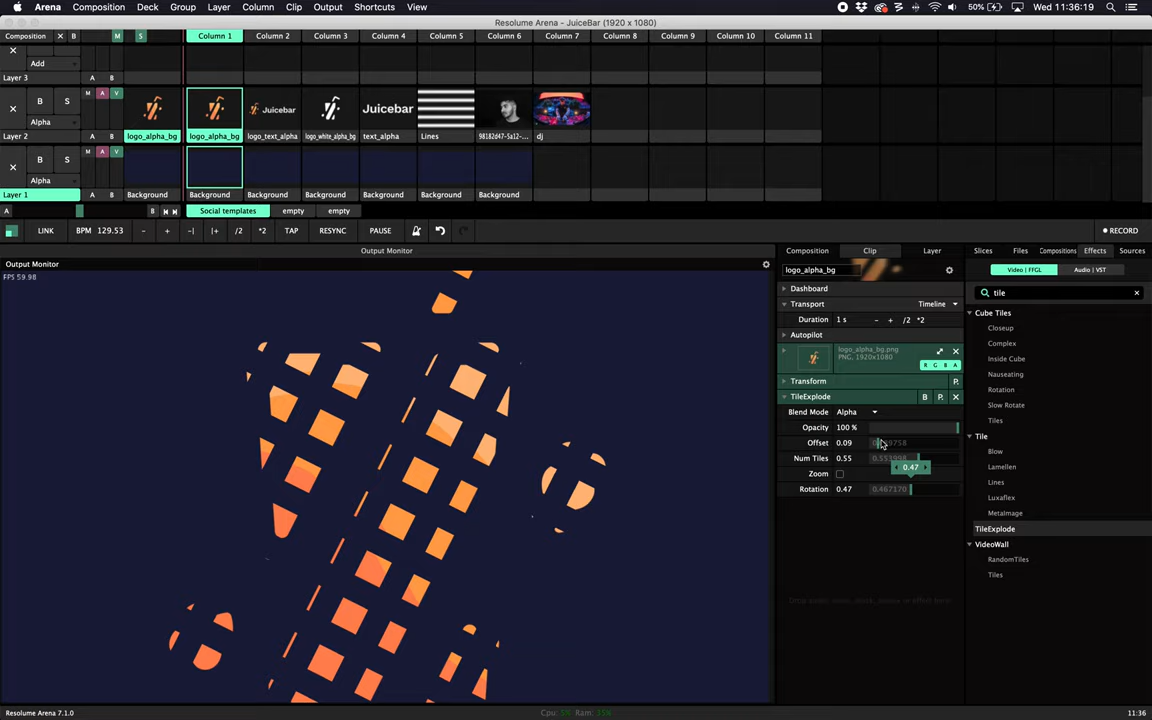 Arena Composition Deck Group Layer Column Clip Output Shortcuts View 50% Wed 11:36:19
Resolume Arena - JuiceBar (1920 x 1080)
Composition X B M S Column 1 Column 2 Column 3 Column 4 Column 5 Column 6 Column 7 Column 8 Column 9 Column 10 Column 11
Add
Layer 3 A B
B S M A V Juicebar Juicebar
Alpha
Layer 2 A B logo_alpha_bg logo_alpha_bg logo_text_alpha logo_white_alpha_bg text_alpha Lines 98182d47-5a12-... dj
B S M A V
Alpha
Layer 1 A B Background Background Background Background Background Background Background
A B Social templates empty empty
LINK BPM 129.53 - + -| |+ /2 *2 TAP RESYNC PAUSE RECORD
Output Monitor
Output Monitor
FPS 59.98
Composition Clip Layer
logo_alpha_bg
Dashboard
Transport Timeline
Duration 1 s - + /2 *2
Autopilot
logo_alpha_bg.png
PNG, 1920x1080
R G B A
Transform P.
TileExplode B P.
Blend Mode Alpha
Opacity 100 %
Offset 0.09
Num Tiles 0.55
0.47
Zoom
Rotation 0.47 0.467170
Slices Files Compositions Effects Sources
Video | FFGL Audio | VST
tile
Cube Tiles
Closeup
Complex
Inside Cube
Nauseating
Rotation
Slow Rotate
Tiles
Tile
Blow
Lamellen
Lines
Luxaflex
MetaImage
TileExplode
VideoWall
RandomTiles
Tiles
Resolume Arena 7.1.0 11:36